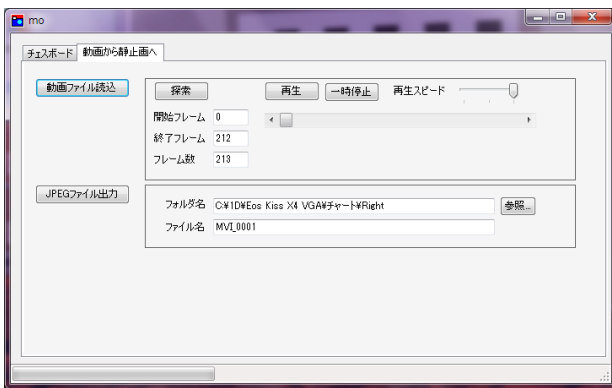 mo
チェスボード 動画から静止画へ
動画ファイル読込 探索 再生 一時停止 再生スピード
開始フレーム 0
終了フレーム 212
フレーム数 213
JPEGファイル出力
フォルダ名 C:¥1D¥Eos Kiss X4 VGA¥チャート¥Right 参照...
ファイル名 MVI_0001